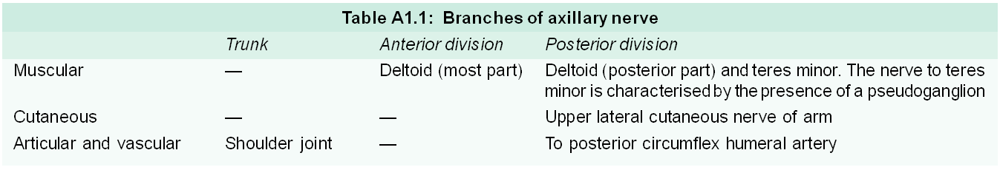 Table A1.1: Branches of axillary nerve
Trunk Anterior division Posterior division
Muscular — Deltoid (most part) Deltoid (posterior part) and teres minor. The nerve to teres
minor is characterised by the presence of a pseudoganglion
Cutaneous — — Upper lateral cutaneous nerve of arm
Articular and vascular Shoulder joint — To posterior circumflex humeral artery